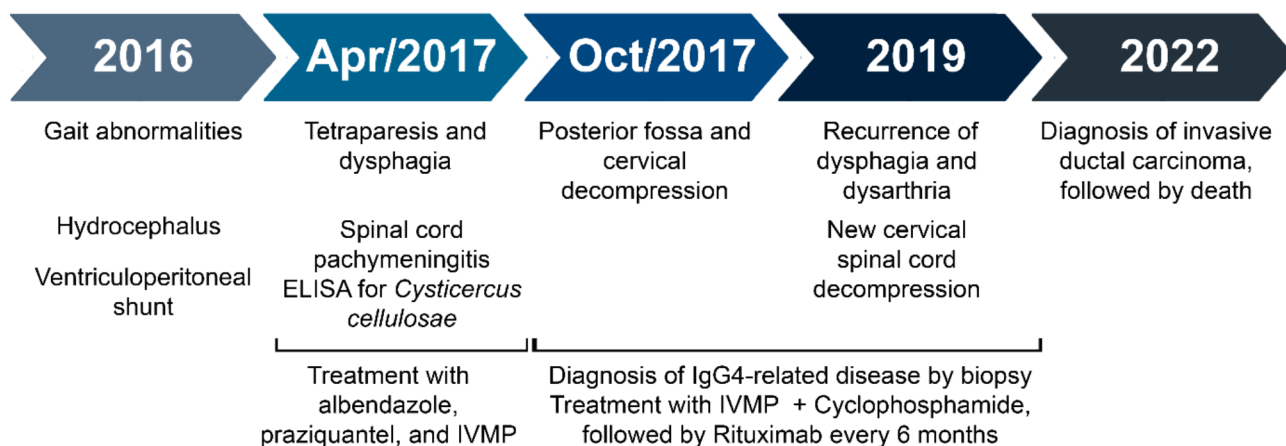 2016
Apr/2017
Oct/2017
2019
2022
Gait abnormalities
Hydrocephalus
Ventriculoperitoneal
shunt
Tetraparesis and
dysphagia
Spinal cord
pachymeningitis
ELISA for Cysticercus
cellulosae
Posterior fossa and
cervical
decompression
Recurrence of
dysphagia and
dysarthria
New cervical
spinal cord
decompression
Diagnosis of invasive
ductal carcinoma,
followed by death
Treatment with
albendazole,
praziquantel, and IVMP
Diagnosis of IgG4-related disease by biopsy
Treatment with IVMP + Cyclophosphamide,
followed by Rituximab every 6 months